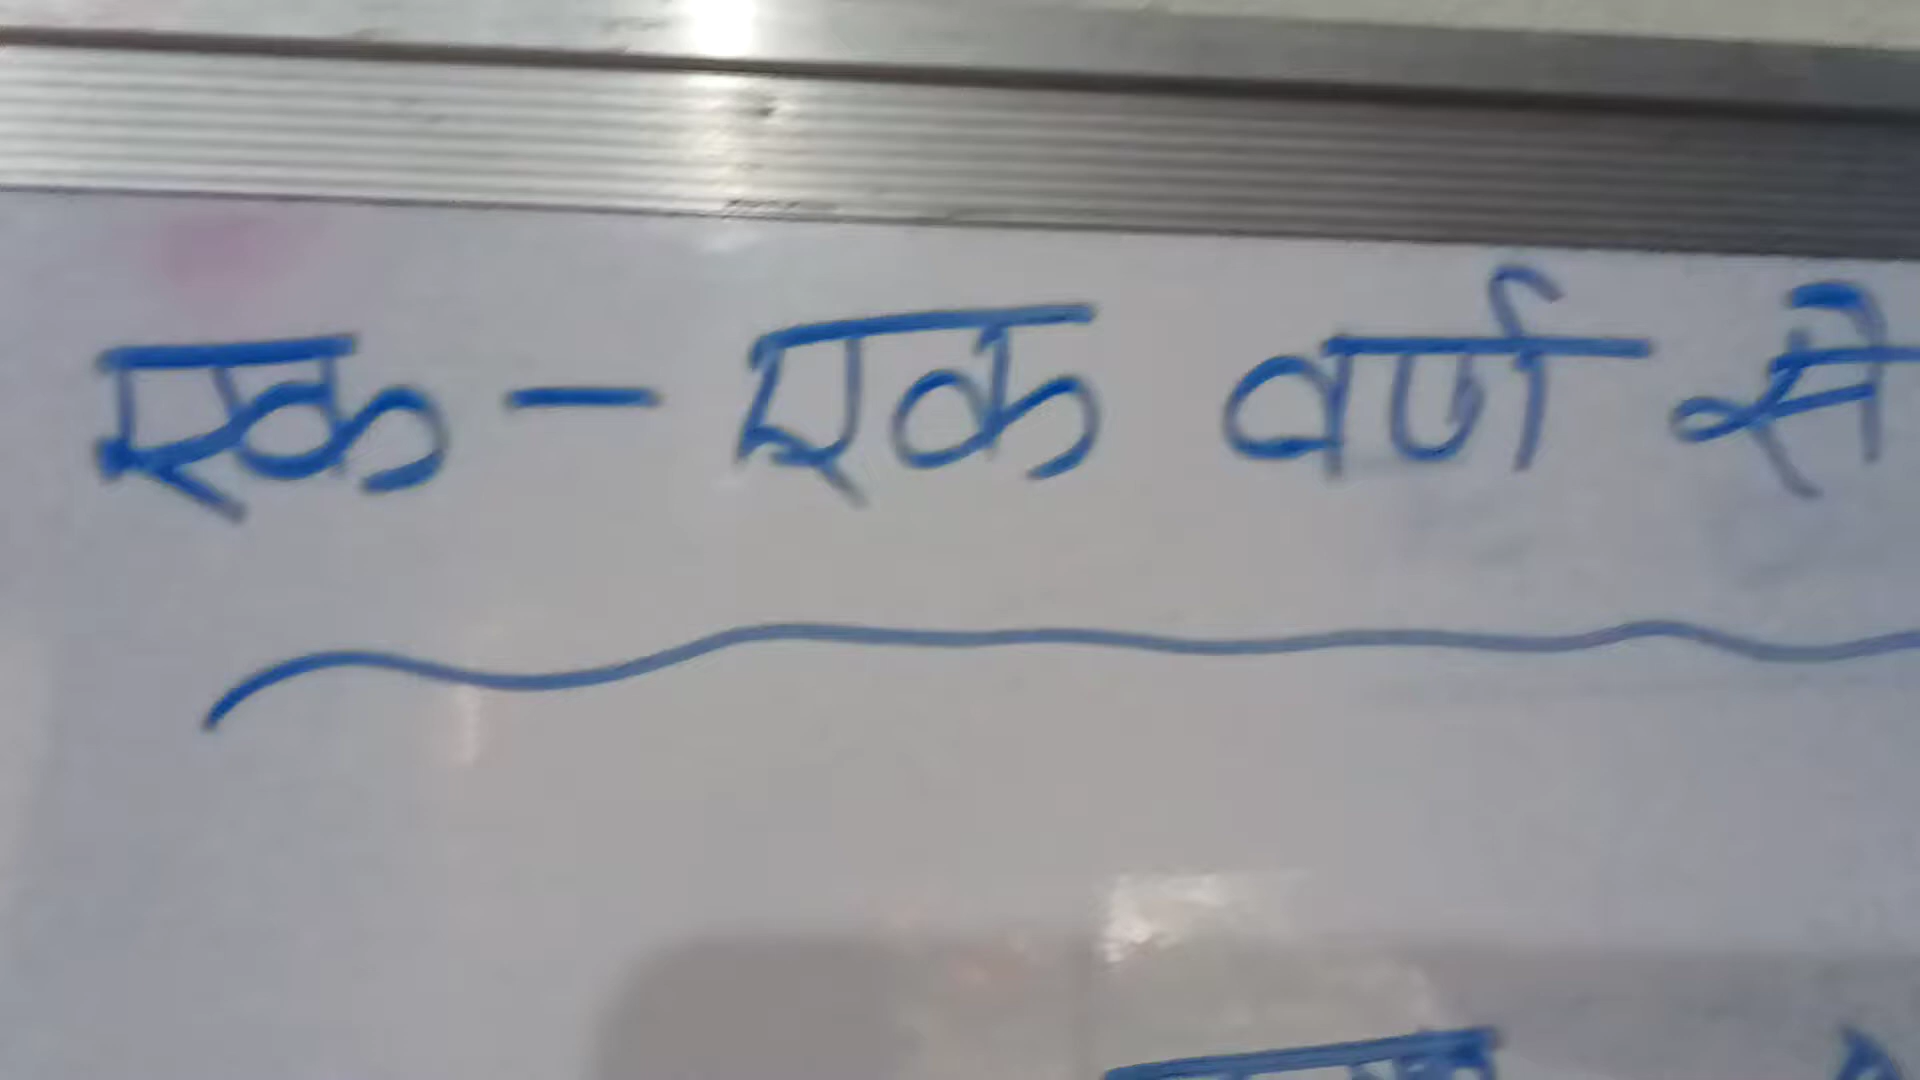 एक - एक वर्ण से